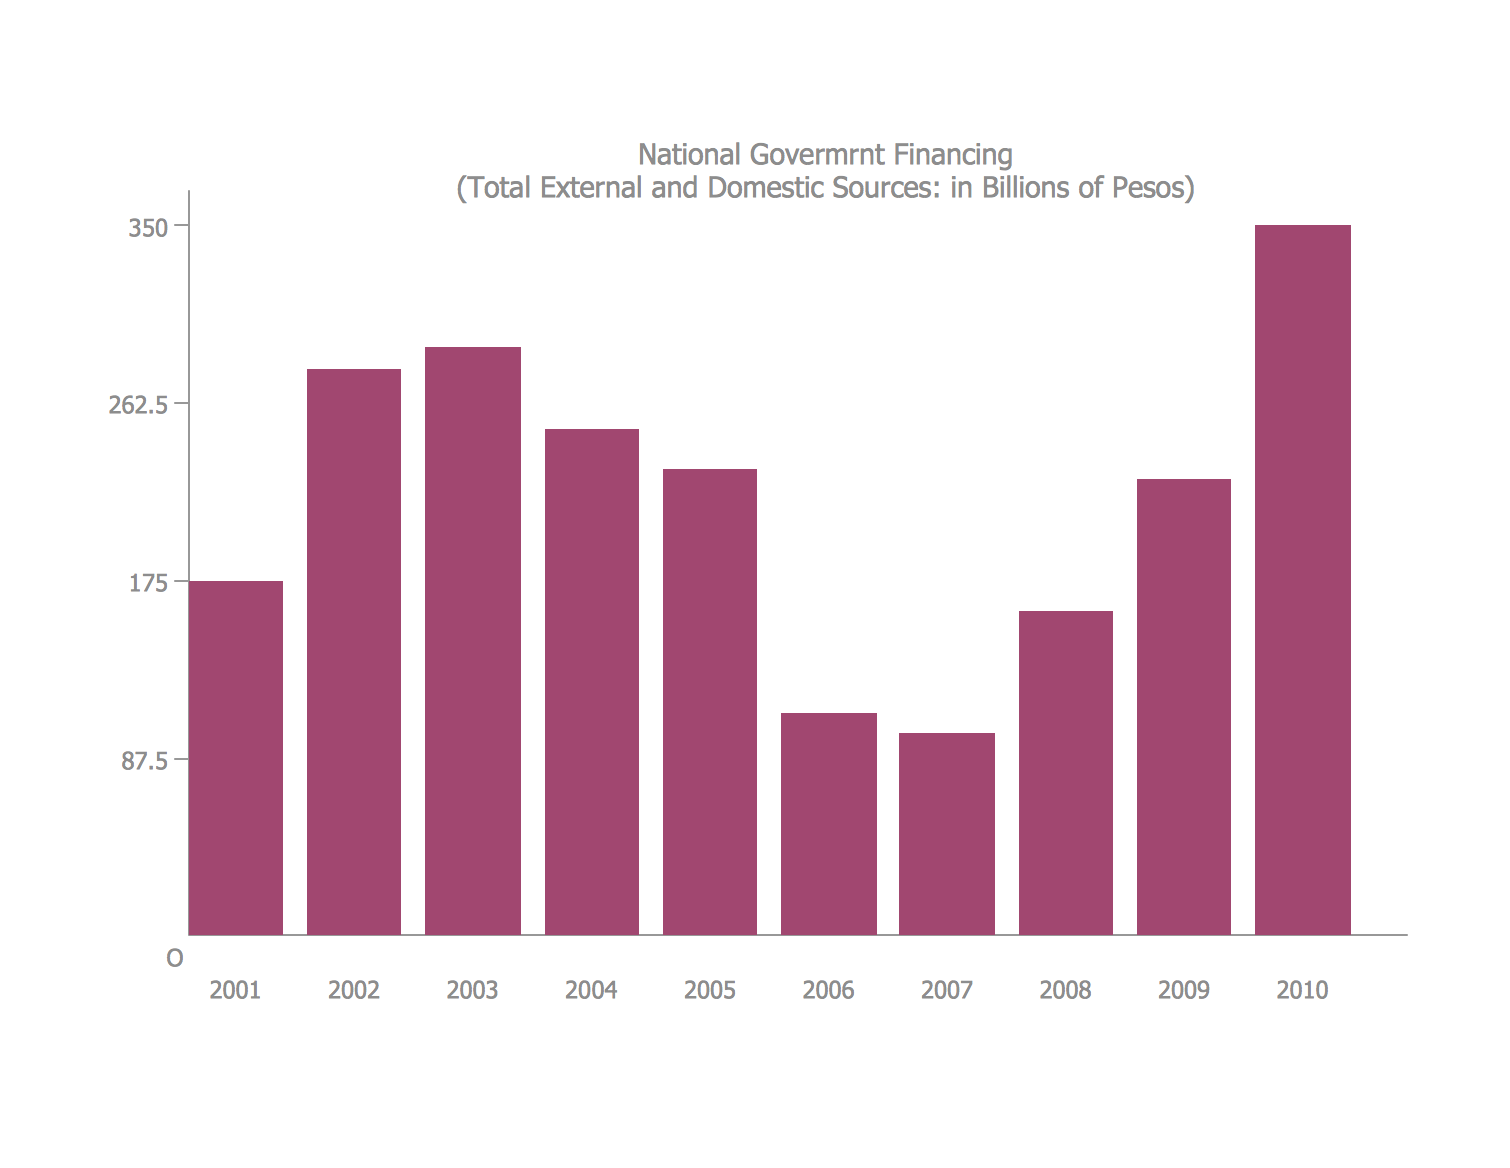 National Govermrnt Financing
(Total External and Domestic Sources: in Billions of Pesos)
350
262.5
175
87.5
O
2001 2002 2003 2004 2005 2006 2007 2008 2009 2010